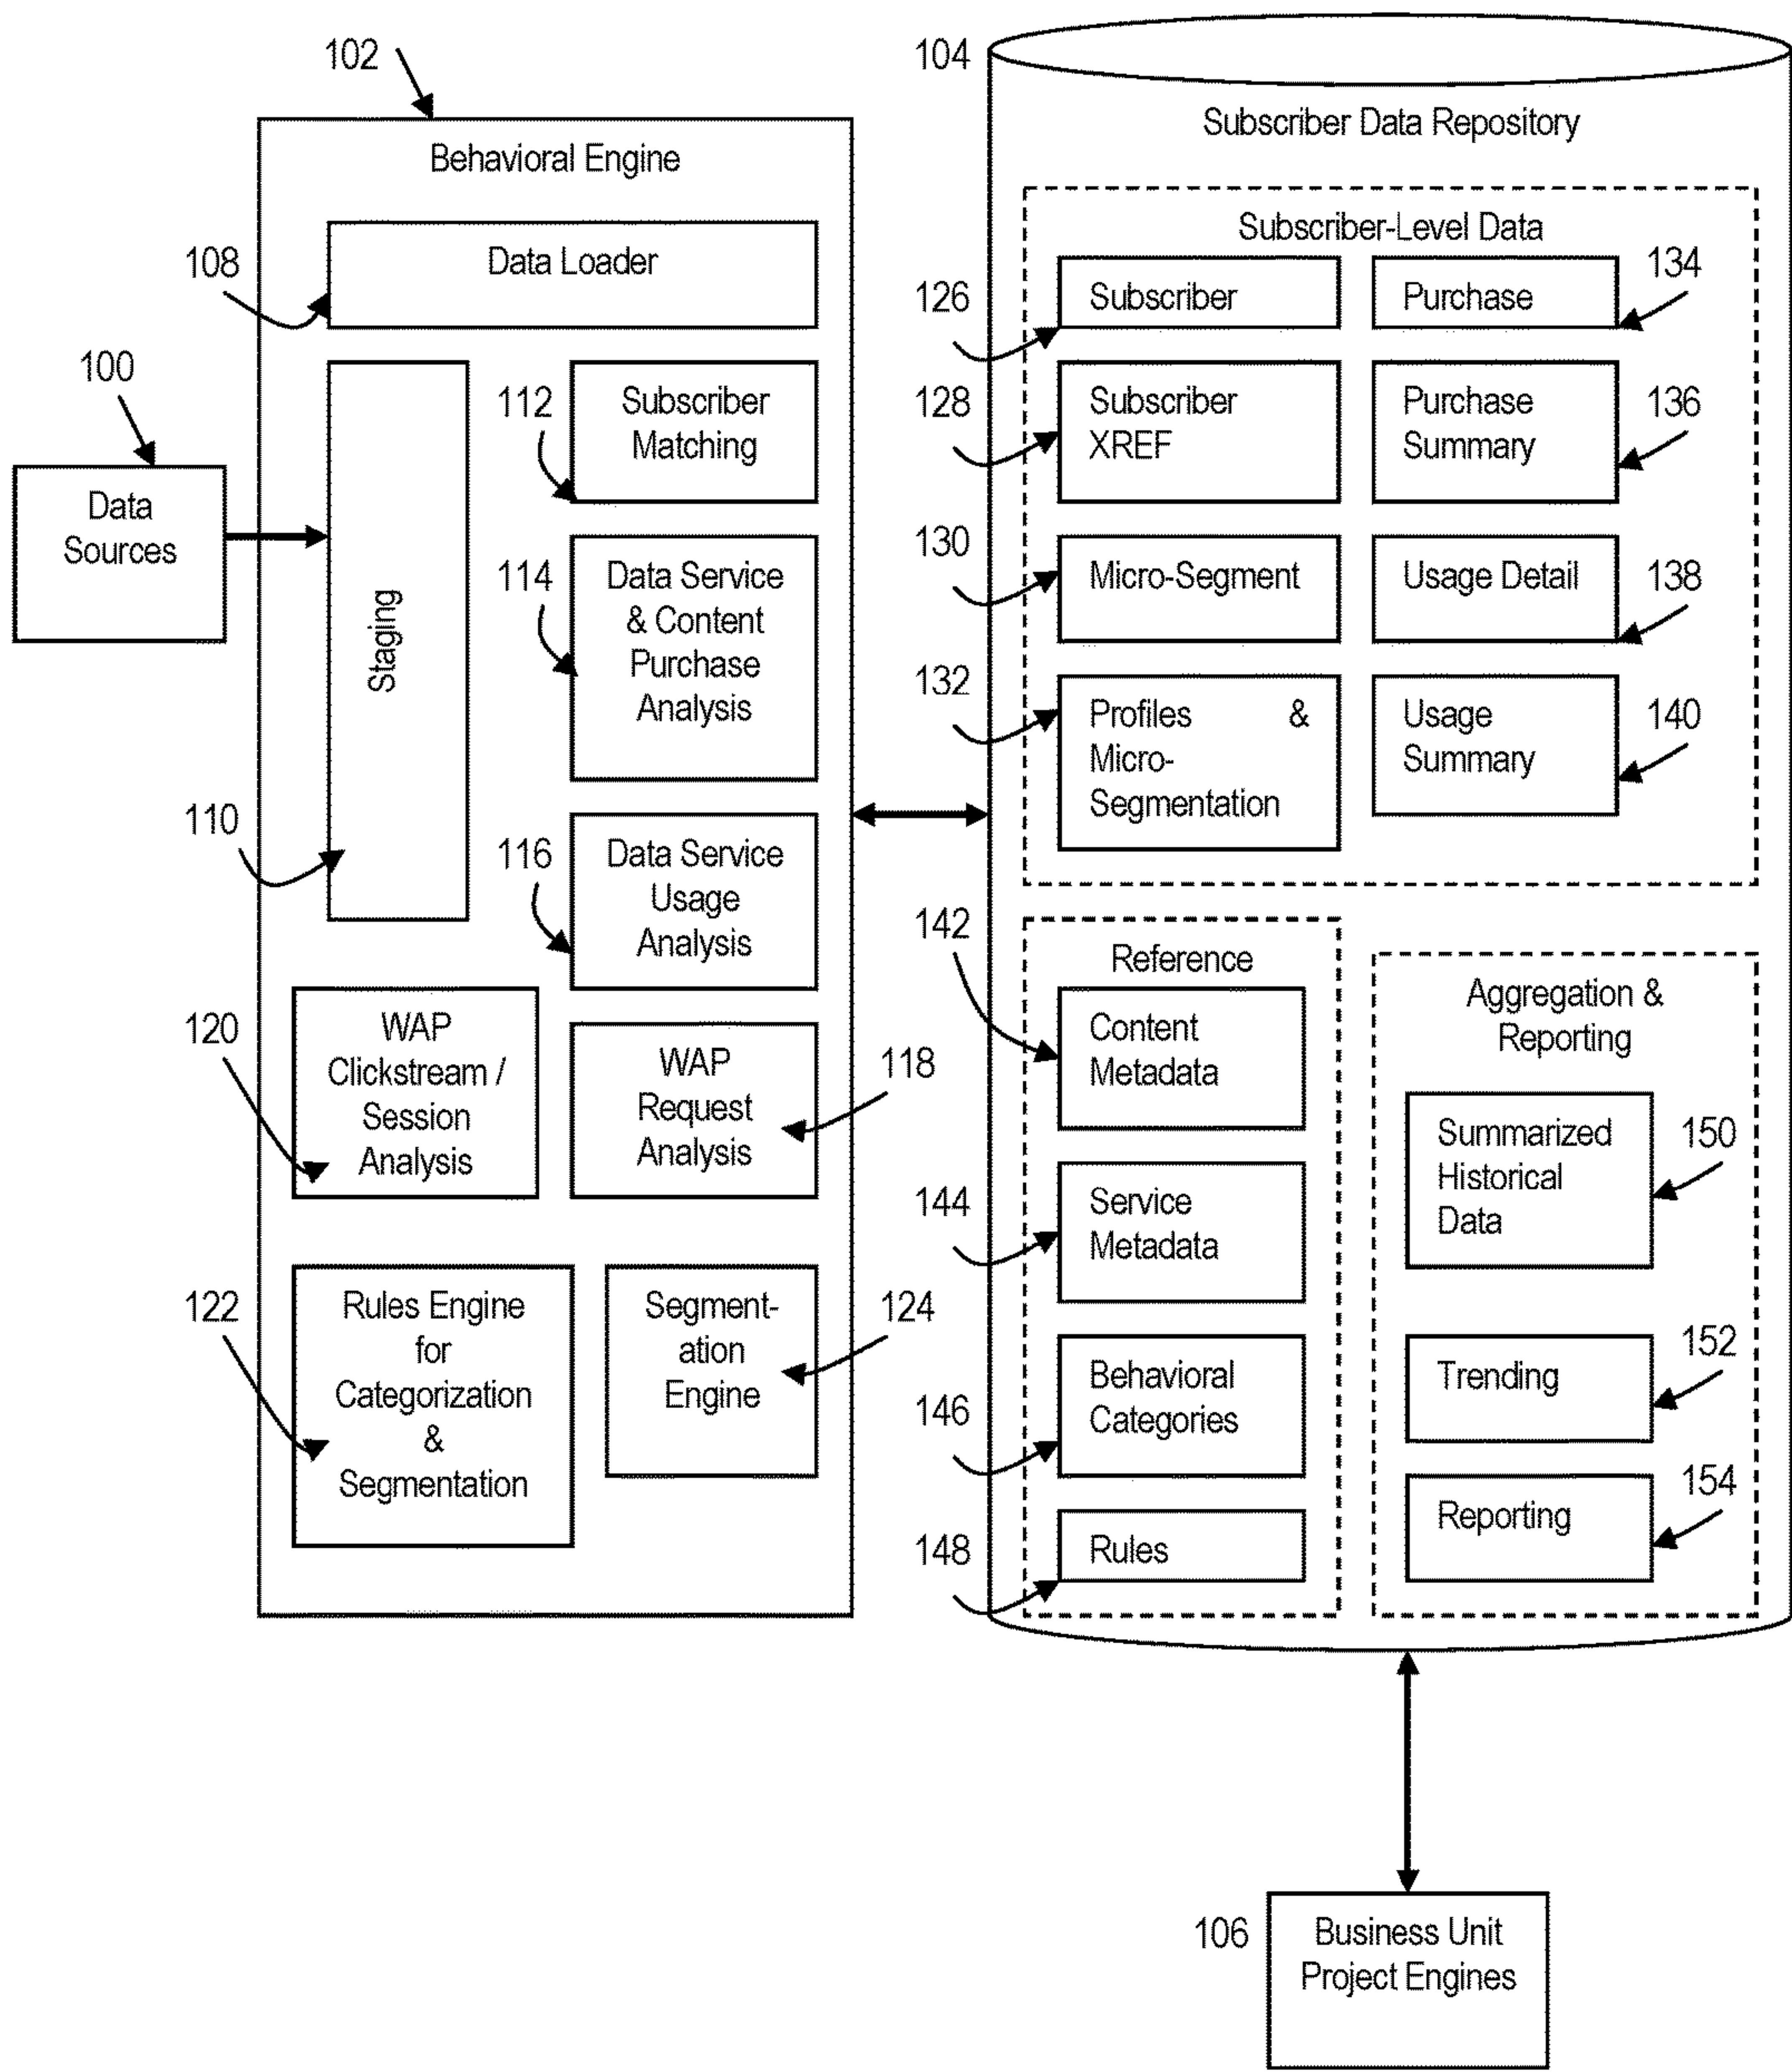 102
Behavioral Engine
108
Data Loader
100
Data
Sources
110
Staging
112
Subscriber
Matching
114
Data Service
& Content
Purchase
Analysis
116
Data Service
Usage
Analysis
120
WAP
Clickstream /
Session
Analysis
118
WAP
Request
Analysis
122
Rules Engine
for
Categorization
&
Segmentation
124
Segment-
ation
Engine
104
Subscriber Data Repository
Subscriber-Level Data
126
Subscriber
134
Purchase
128
Subscriber
XREF
136
Purchase
Summary
130
Micro-Segment
138
Usage Detail
132
Profiles &
Micro-
Segmentation
140
Usage
Summary
142
Reference
Content
Metadata
144
Service
Metadata
146
Behavioral
Categories
148
Rules
Aggregation &
Reporting
150
Summarized
Historical
Data
152
Trending
154
Reporting
106
Business Unit
Project Engines